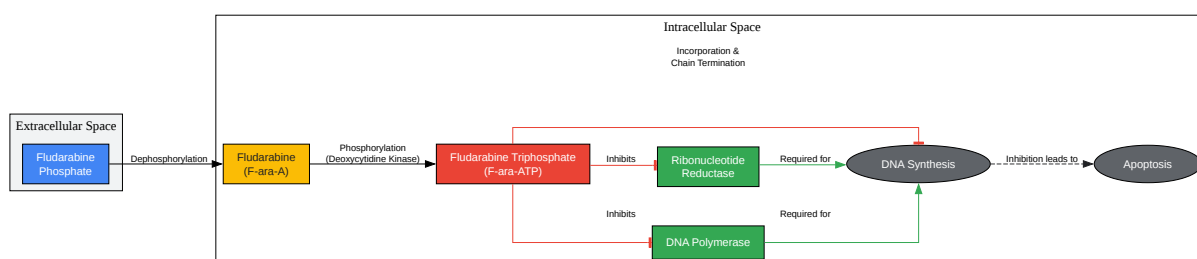 Intracellular Space
Incorporation &
Chain Termination
Extracellular Space
Fludarabine
Phosphate
Dephosphorylation
Fludarabine
(F-ara-A)
Phosphorylation
(Deoxycytidine Kinase)
Fludarabine Triphosphate
(F-ara-ATP)
Inhibits
Ribonucleotide
Reductase
Required for
DNA Synthesis
Inhibition leads to
Apoptosis
Inhibits
DNA Polymerase
Required for